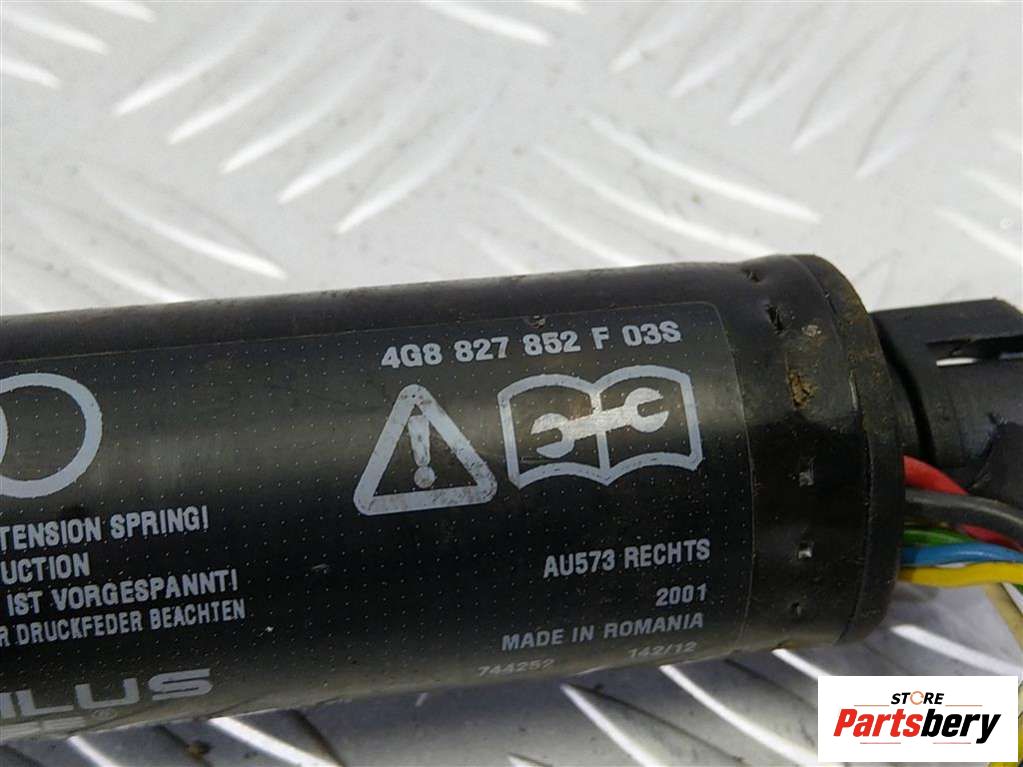 4G8 827 852 F 03S
TENSION SPRING!
UCTION
IST VORGESPANNT!
R DRUCKFEDER BEACHTEN
AU573 RECHTS
2001
MADE IN ROMANIA
744252 142/12
ILUS
STORE
Partsbery